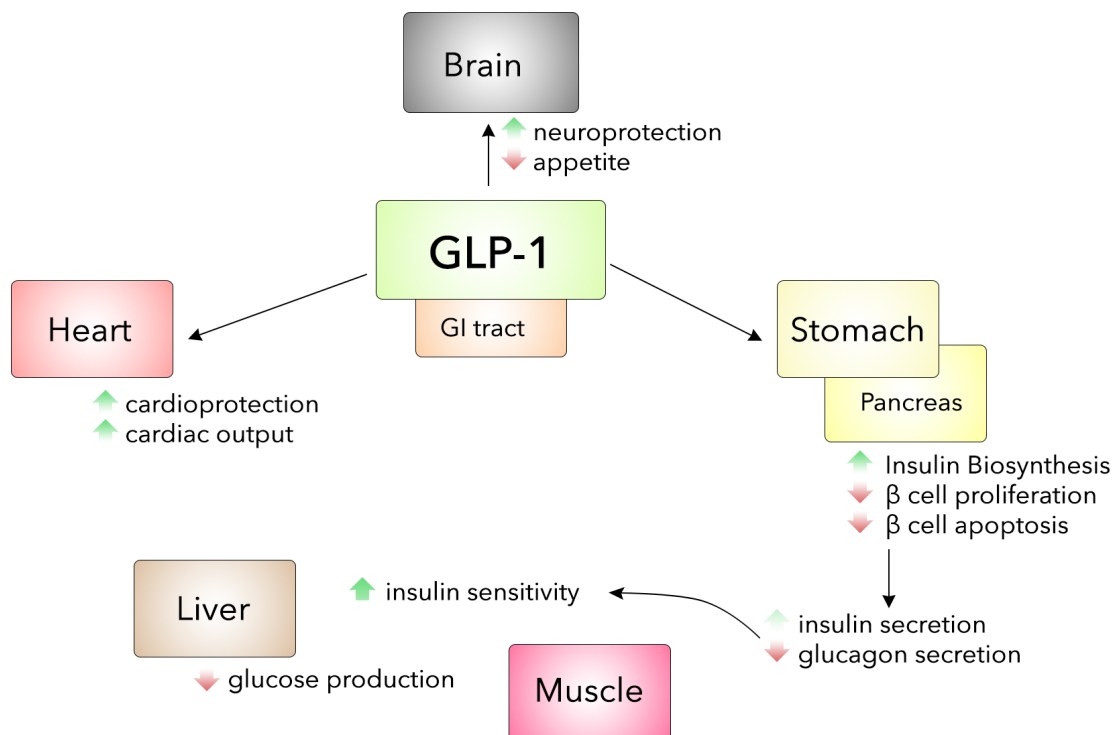 Brain
neuroprotection
appetite
GLP-1
GI tract
Heart
cardioprotection
cardiac output
Stomach
Pancreas
Insulin Biosynthesis
β cell proliferation
β cell apoptosis
insulin secretion
glucagon secretion
insulin sensitivity
Liver
glucose production
Muscle